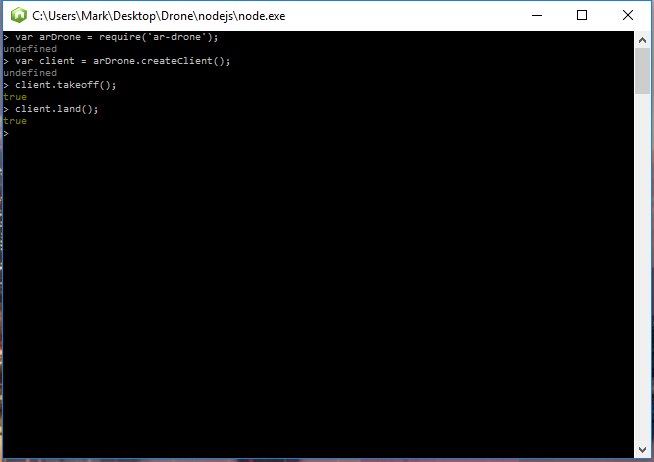 C:\Users\Mark\Desktop\Drone\nodejs\node.exe
> var arDrone = require('ar-drone');
undefined
> var client = arDrone.createClient();
undefined
> client.takeoff();
true
> client.land();
true
>